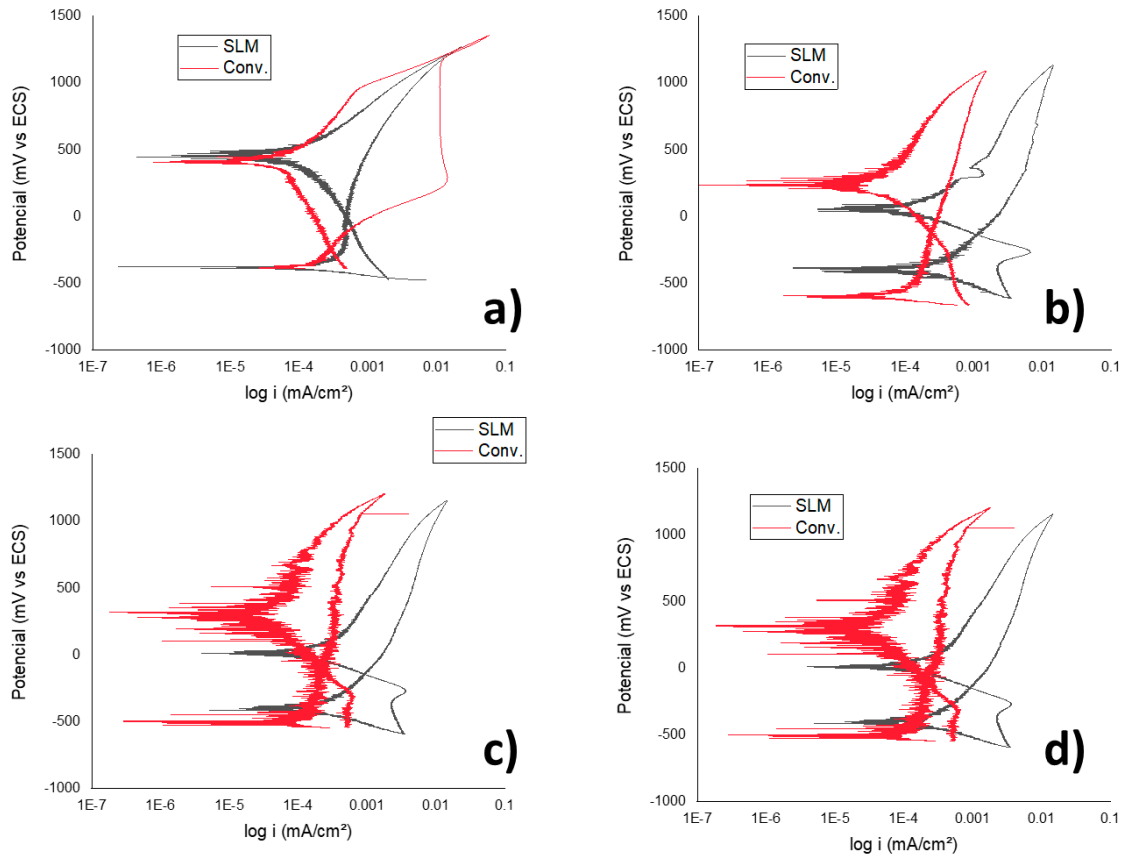 1500
1000
500
0
-500
-1000
Potencial (mV vs ECS)
SLM
Conv.
a)
1E-7 1E-6 1E-5 1E-4 0.001 0.01 0.1
log i (mA/cm²)
1500
1000
500
0
-500
-1000
Potencial (mV vs ECS)
SLM
Conv.
b)
1E-7 1E-6 1E-5 1E-4 0.001 0.01 0.1
log i (mA/cm²)
1500
1000
500
0
-500
-1000
Potencial (mV vs ECS)
SLM
Conv.
c)
1E-7 1E-6 1E-5 1E-4 0.001 0.01 0.1
log i (mA/cm²)
1500
1000
500
0
-500
-1000
Potencial (mV vs ECS)
SLM
Conv.
d)
1E-7 1E-6 1E-5 1E-4 0.001 0.01 0.1
log i (mA/cm²)